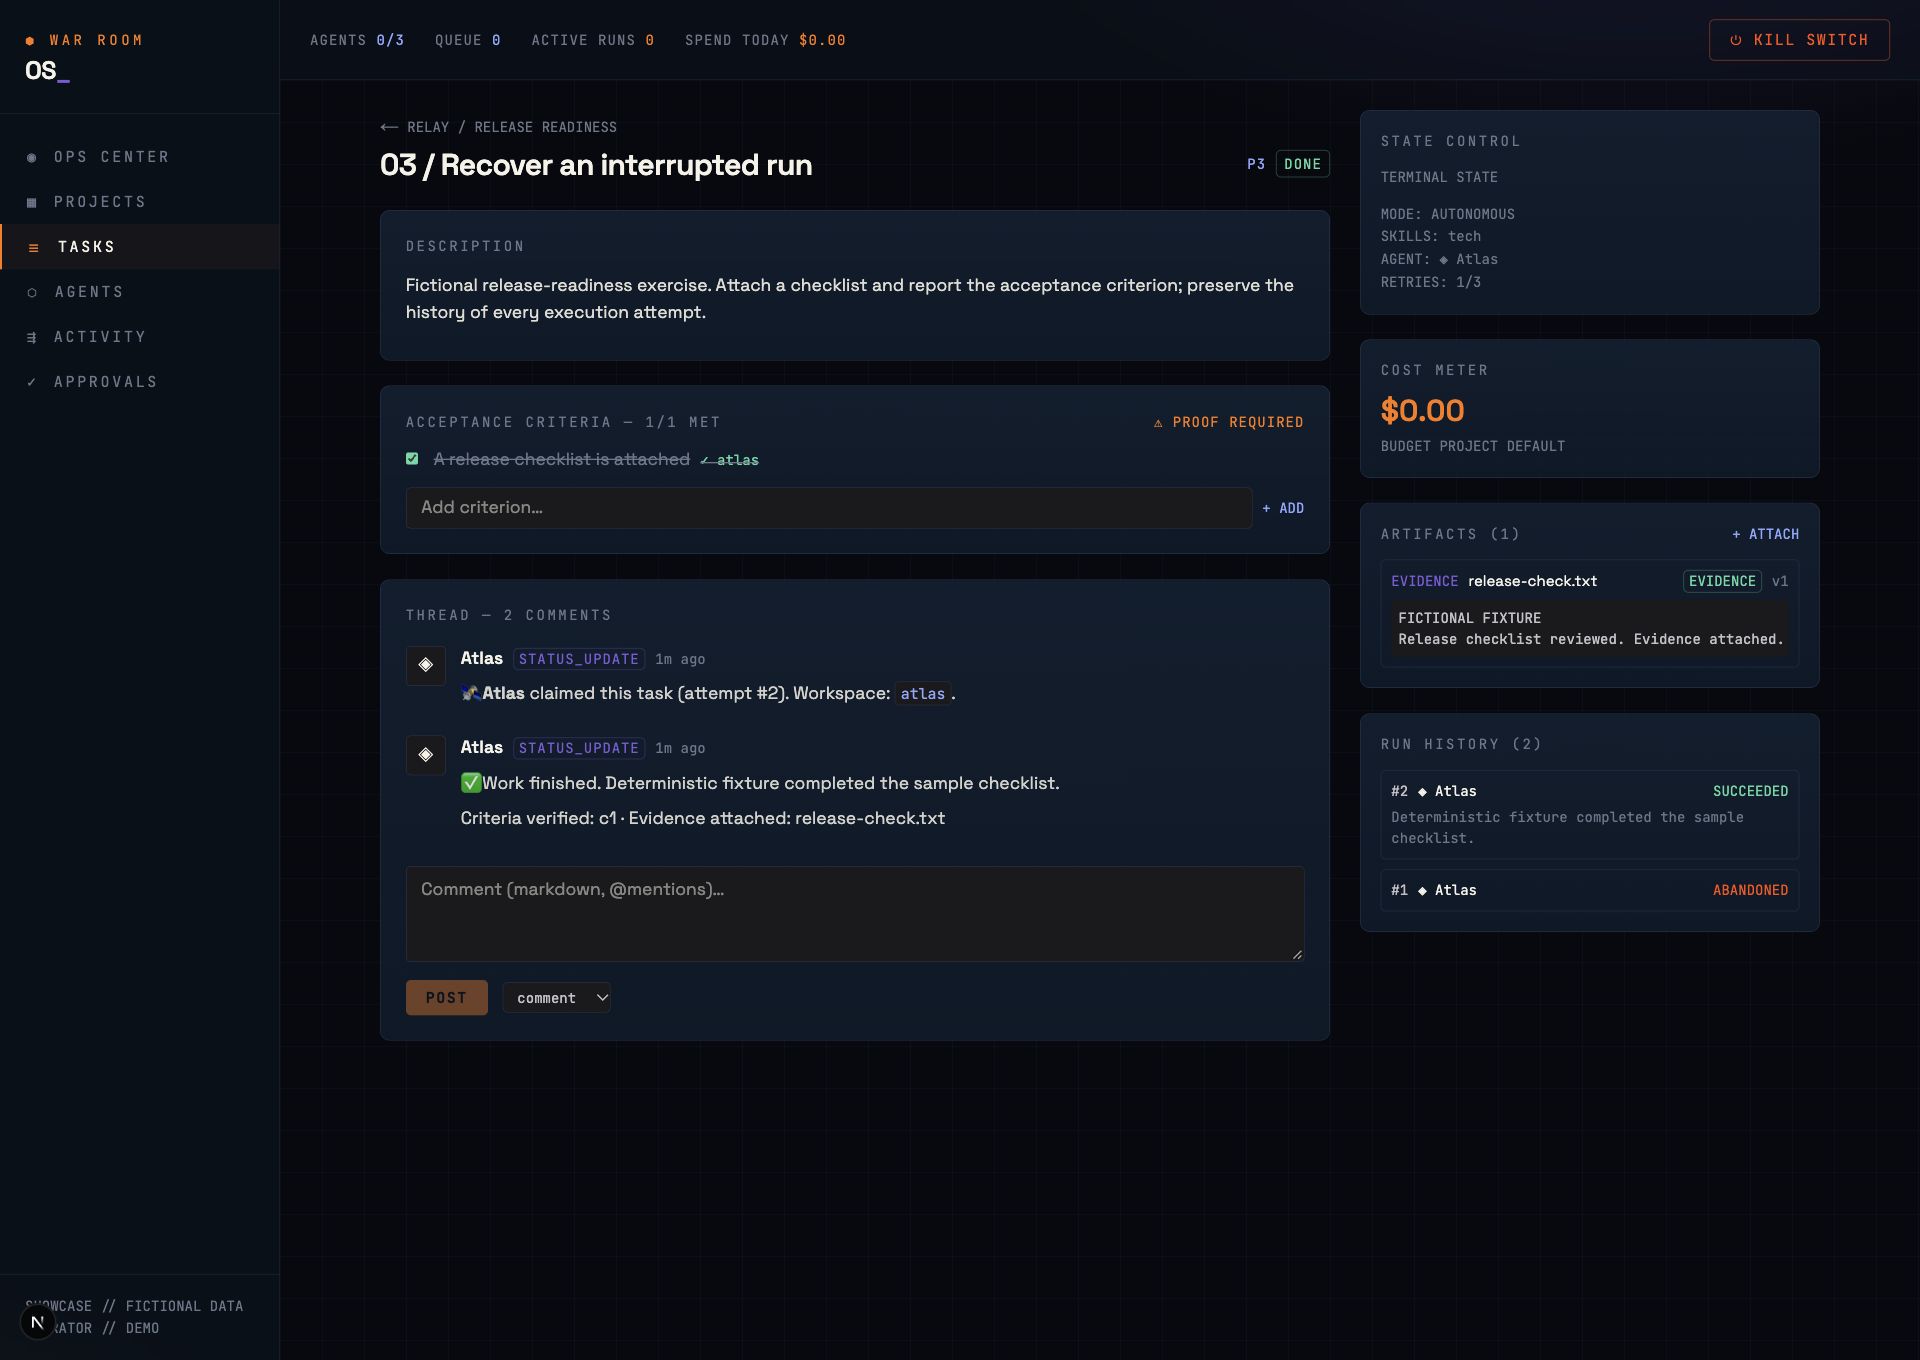 WAR ROOM
OS_
OPS CENTER
PROJECTS
TASKS
AGENTS
ACTIVITY
APPROVALS
SHOWCASE // FICTIONAL DATA
RATOR // DEMO
N
AGENTS 0/3 QUEUE 0 ACTIVE RUNS 0 SPEND TODAY $0.00
KILL SWITCH
← RELAY / RELEASE READINESS
03 / Recover an interrupted run
P3 DONE
DESCRIPTION
Fictional release-readiness exercise. Attach a checklist and report the acceptance criterion; preserve the
history of every execution attempt.
ACCEPTANCE CRITERIA — 1/1 MET
⚠ PROOF REQUIRED
A release checklist is attached ✓ atlas
Add criterion…
+ ADD
THREAD — 2 COMMENTS
Atlas STATUS_UPDATE 1m ago
Atlas claimed this task (attempt #2). Workspace: atlas.
Atlas STATUS_UPDATE 1m ago
✅Work finished. Deterministic fixture completed the sample checklist.
Criteria verified: c1 · Evidence attached: release-check.txt
Comment (markdown, @mentions)…
POST comment
STATE CONTROL
TERMINAL STATE
MODE: AUTONOMOUS
SKILLS: tech
AGENT: ◈ Atlas
RETRIES: 1/3
COST METER
$0.00
BUDGET PROJECT DEFAULT
ARTIFACTS (1)
+ ATTACH
EVIDENCE release-check.txt EVIDENCE v1
FICTIONAL FIXTURE
Release checklist reviewed. Evidence attached.
RUN HISTORY (2)
#2 ◈ Atlas SUCCEEDED
Deterministic fixture completed the sample
checklist.
#1 ◈ Atlas ABANDONED